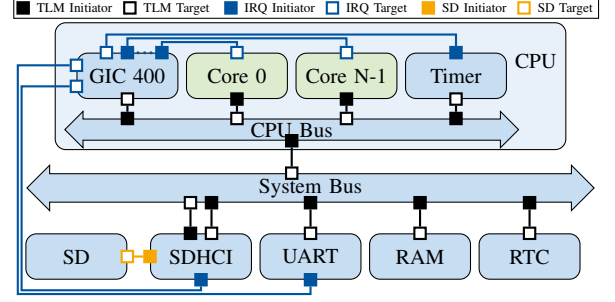 TLM Initiator TLM Target IRQ Initiator IRQ Target SD Initiator SD Target
CPU
GIC 400 Core 0 Core N-1 Timer
...
CPU Bus
System Bus
SD SDHCI UART RAM RTC